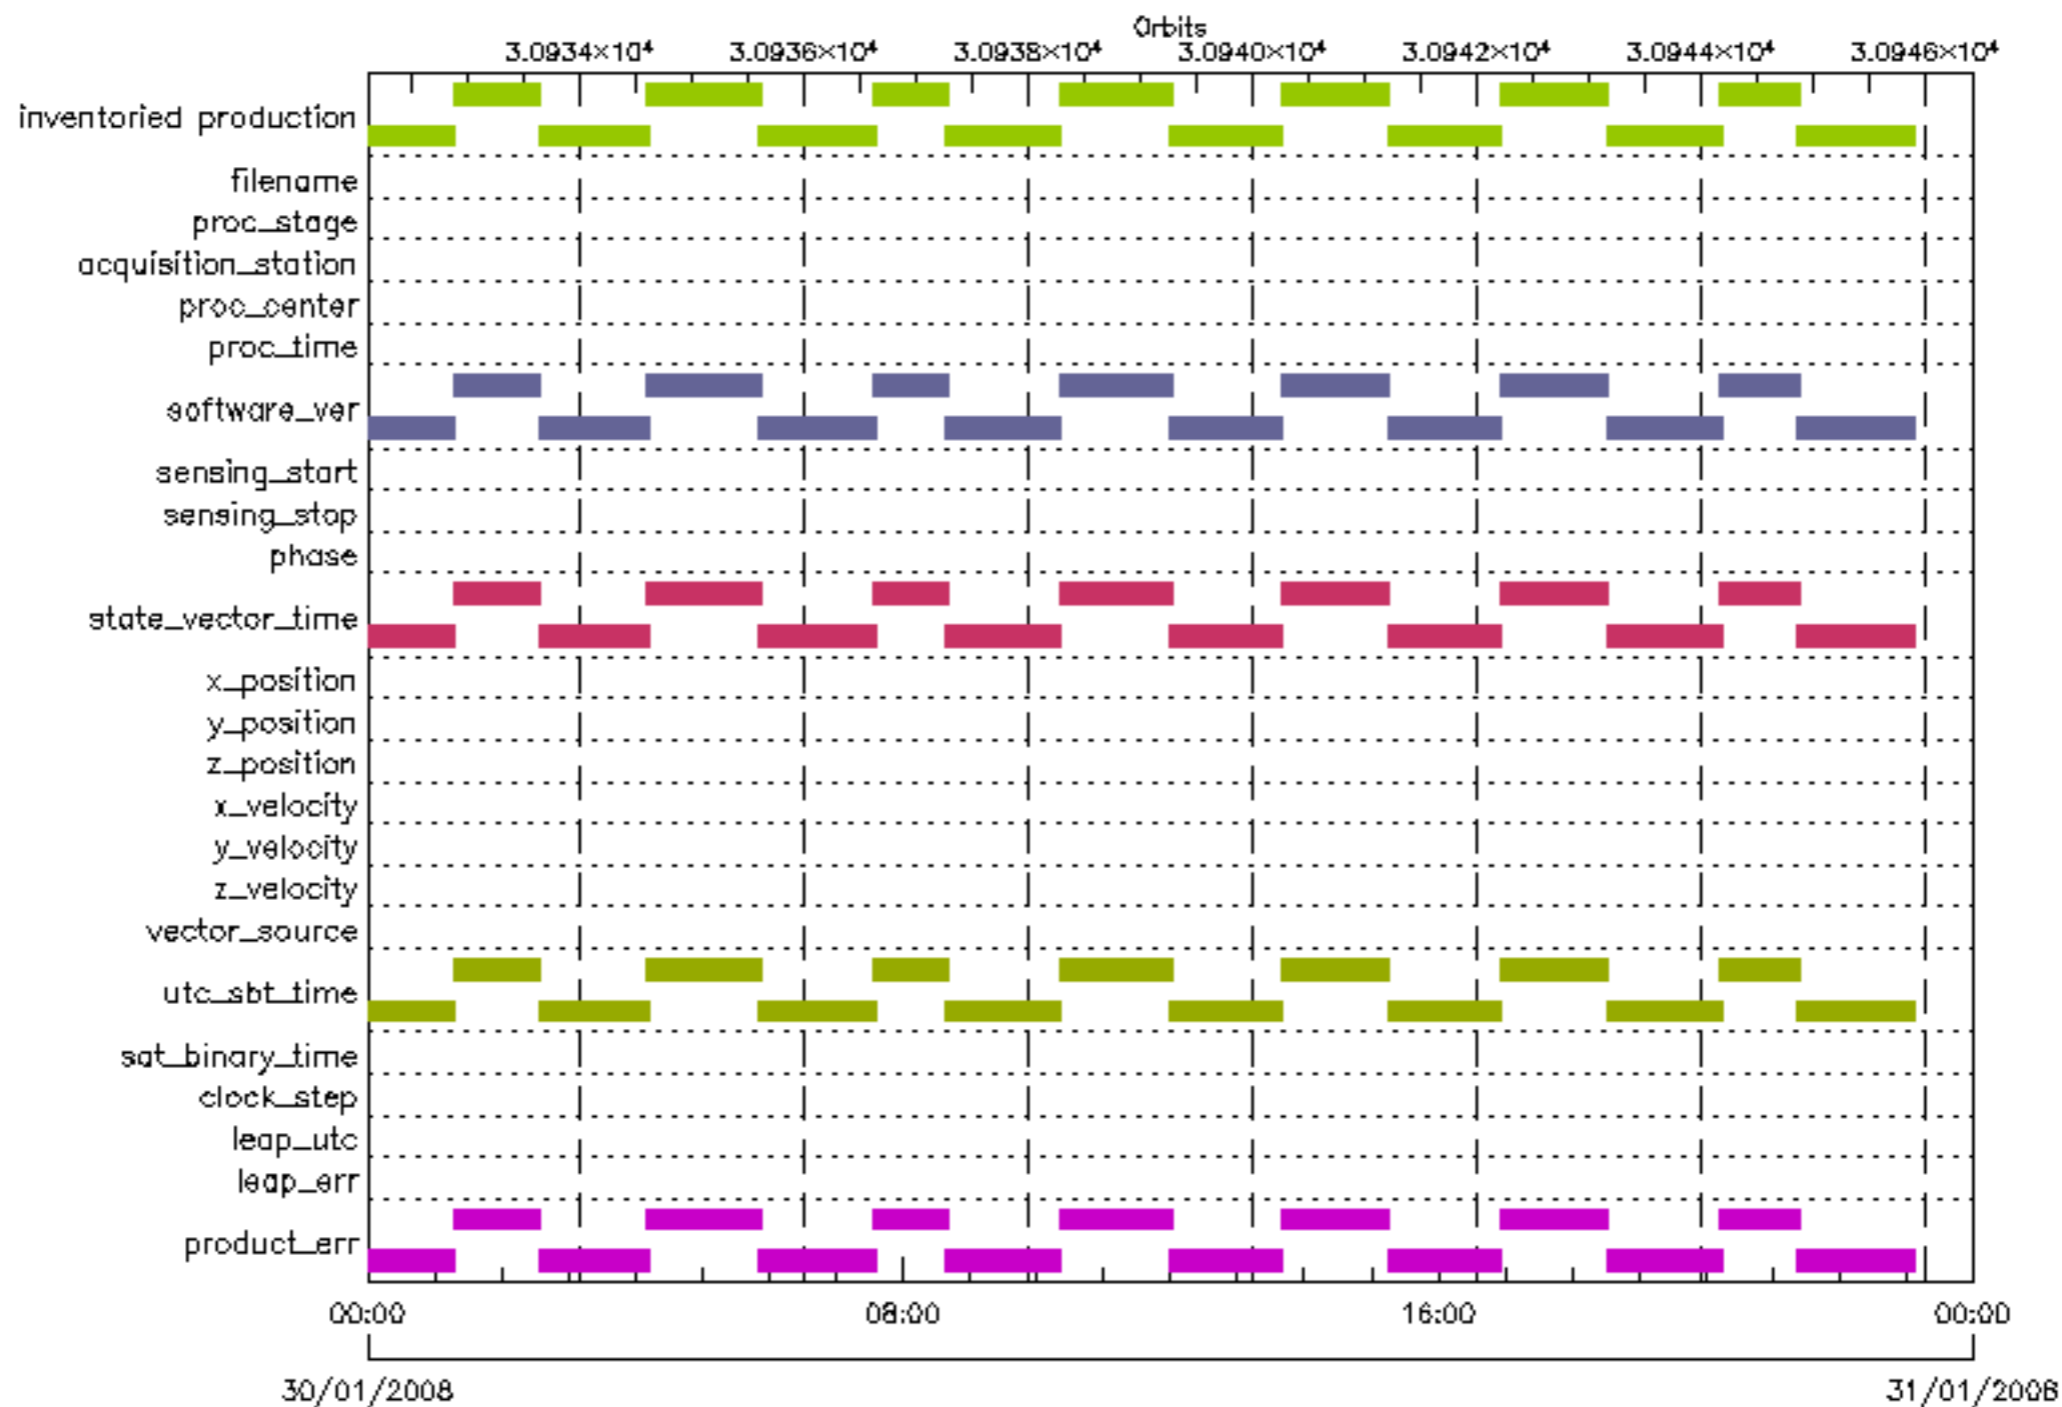 Orbits
3.0934×10⁴ 3.0936×10⁴ 3.0938×10⁴ 3.0940×10⁴ 3.0942×10⁴ 3.0944×10⁴ 3.0946×10⁴
inventoried production
filename
proc_stage
acquisition_station
proc_center
proc_time
software_ver
sensing_start
sensing_stop
phase
state_vector_time
x_position
y_position
z_position
x_velocity
y_velocity
z_velocity
vector_source
utc_sbt_time
sat_binary_time
clock_step
leap_utc
leap_err
product_err
00:00 08:00 16:00 00:00
30/01/2008 31/01/2008